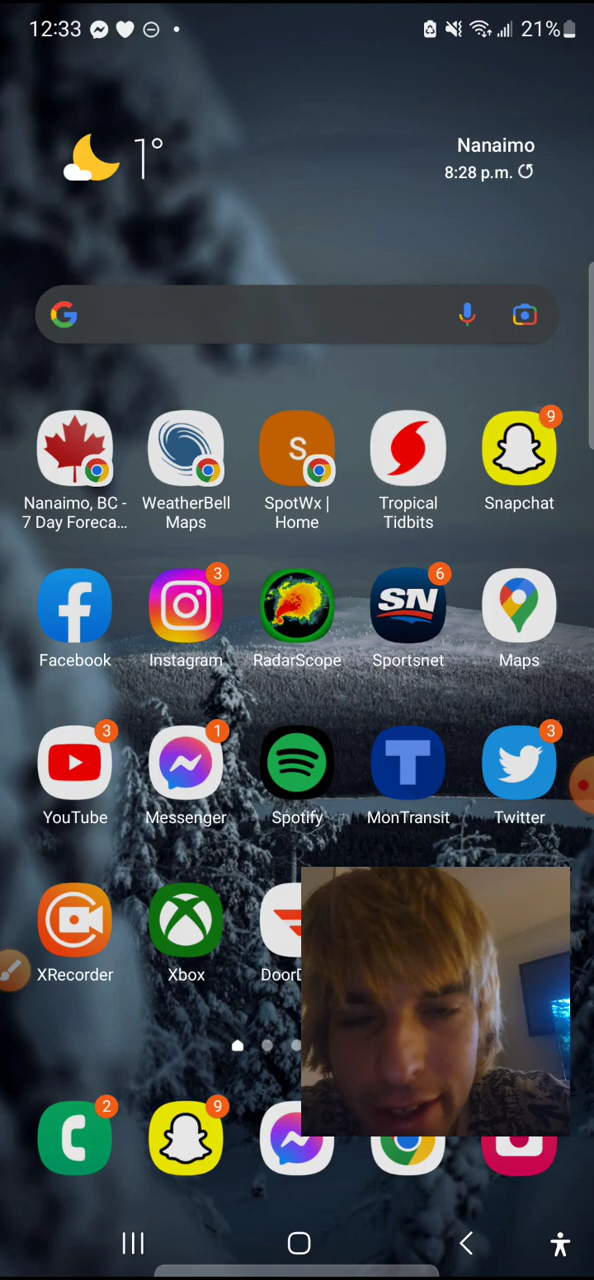 12:33
21%
1°
Nanaimo
8:28 p.m.
9
Nanaimo, BC -
7 Day Foreca...
WeatherBell
Maps
S
SpotWx |
Home
Tropical
Tidbits
Snapchat
3
SN
6
Facebook
Instagram
RadarScope
Sportsnet
Maps
3
1
T
3
YouTube
Messenger
Spotify
MonTransit
Twitter
XRecorder
Xbox
DoorD
2
9